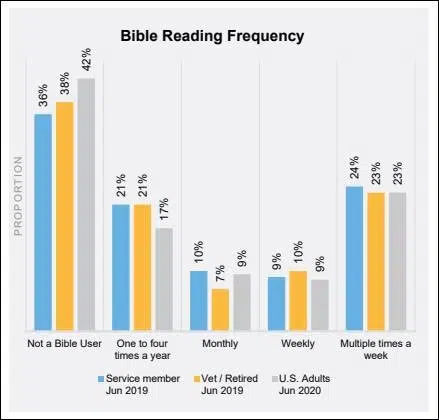 Bible Reading Frequency
PROPORTION
36%
38%
42%
21%
21%
17%
10%
7%
9%
9%
10%
9%
24%
23%
23%
Not a Bible User
One to four
times a year
Monthly
Weekly
Multiple times a
week
Service member
Jun 2019
Vet / Retired
Jun 2019
U.S. Adults
Jun 2020